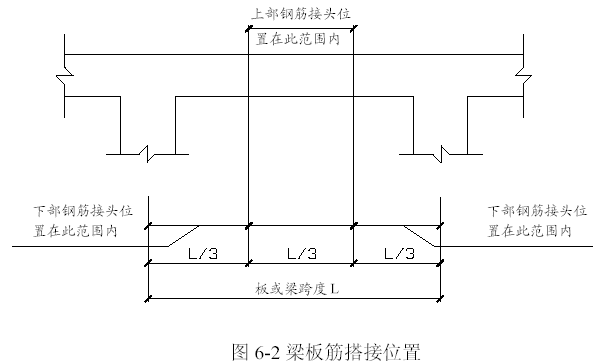 上部钢筋接头位
置在此范围内
下部钢筋接头位
置在此范围内
下部钢筋接头位
置在此范围内
L/3
L/3
L/3
板或梁跨度L
图 6-2 梁板筋搭接位置